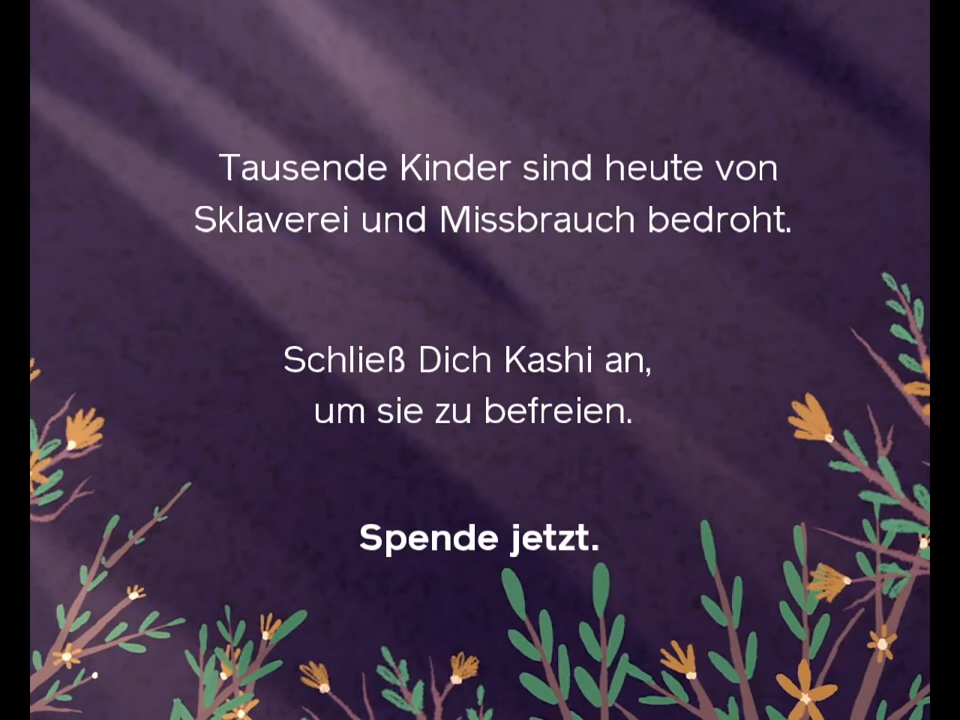 Tausende Kinder sind heute von
Sklaverei und Missbrauch bedroht.
Schließ Dich Kashi an,
um sie zu befreien.
Spende jetzt.